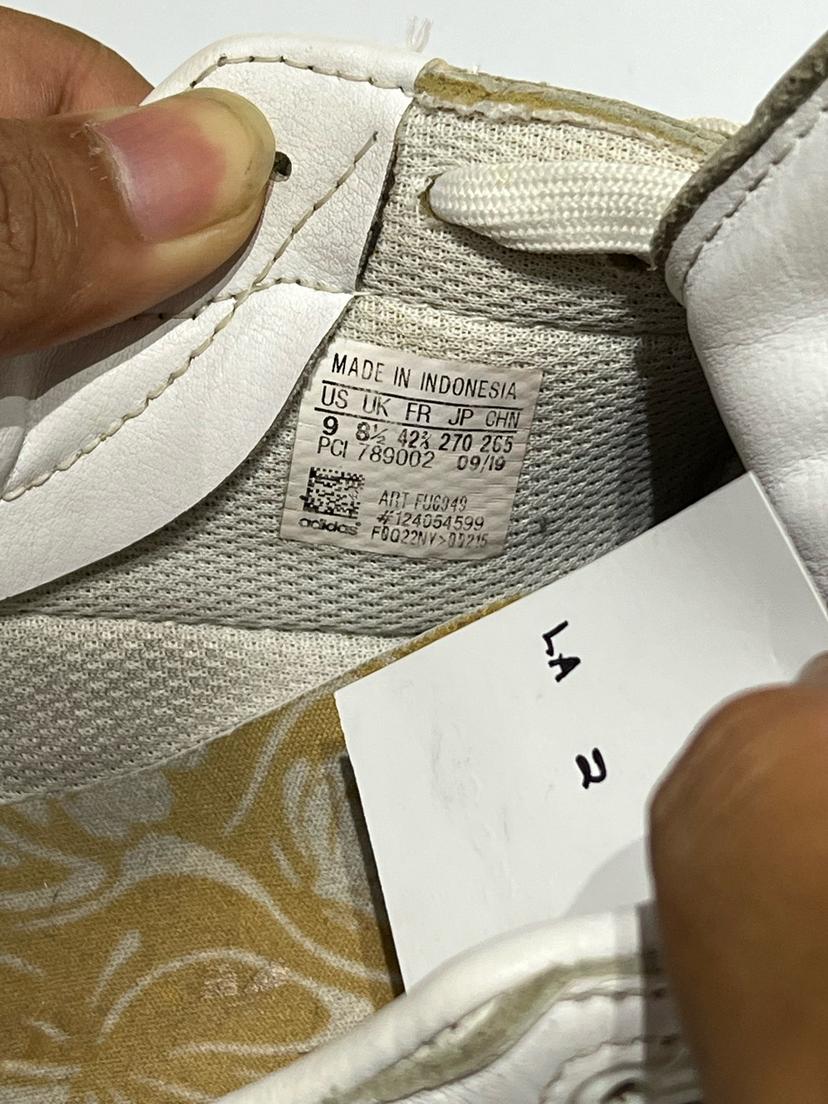 MADE IN INDONESIA
US UK FR JP CHN
9 8½ 42⅔ 270 265
PCI 789002 09/19
ART
#124054599
adidas
LA
2